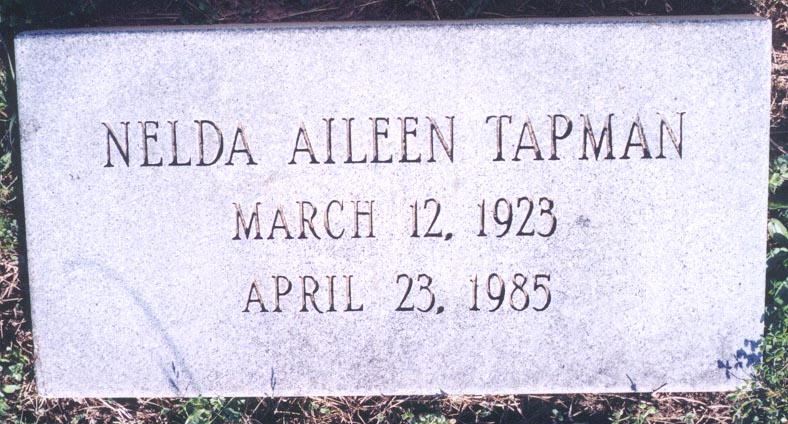 NELDA AILEEN TAPMAN
MARCH 12, 1923
APRIL 23, 1985